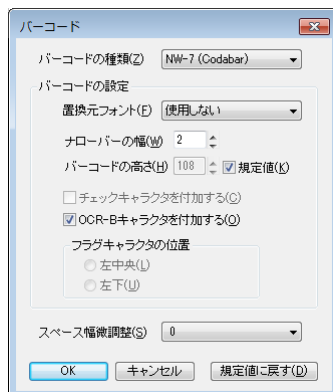 バーコード
バーコードの種類(Z) NW-7 (Codabar)
バーコードの設定
置換元フォント(F) 使用しない
ナローバーの幅(W) 2
バーコードの高さ(H) 108 規定値(K)
チェックキャラクタを付加する(C)
OCR-Bキャラクタを付加する(O)
フラグキャラクタの位置
左中央(L)
左下(U)
スペース幅微調整(S) 0
OK キャンセル 規定値に戻す(D)